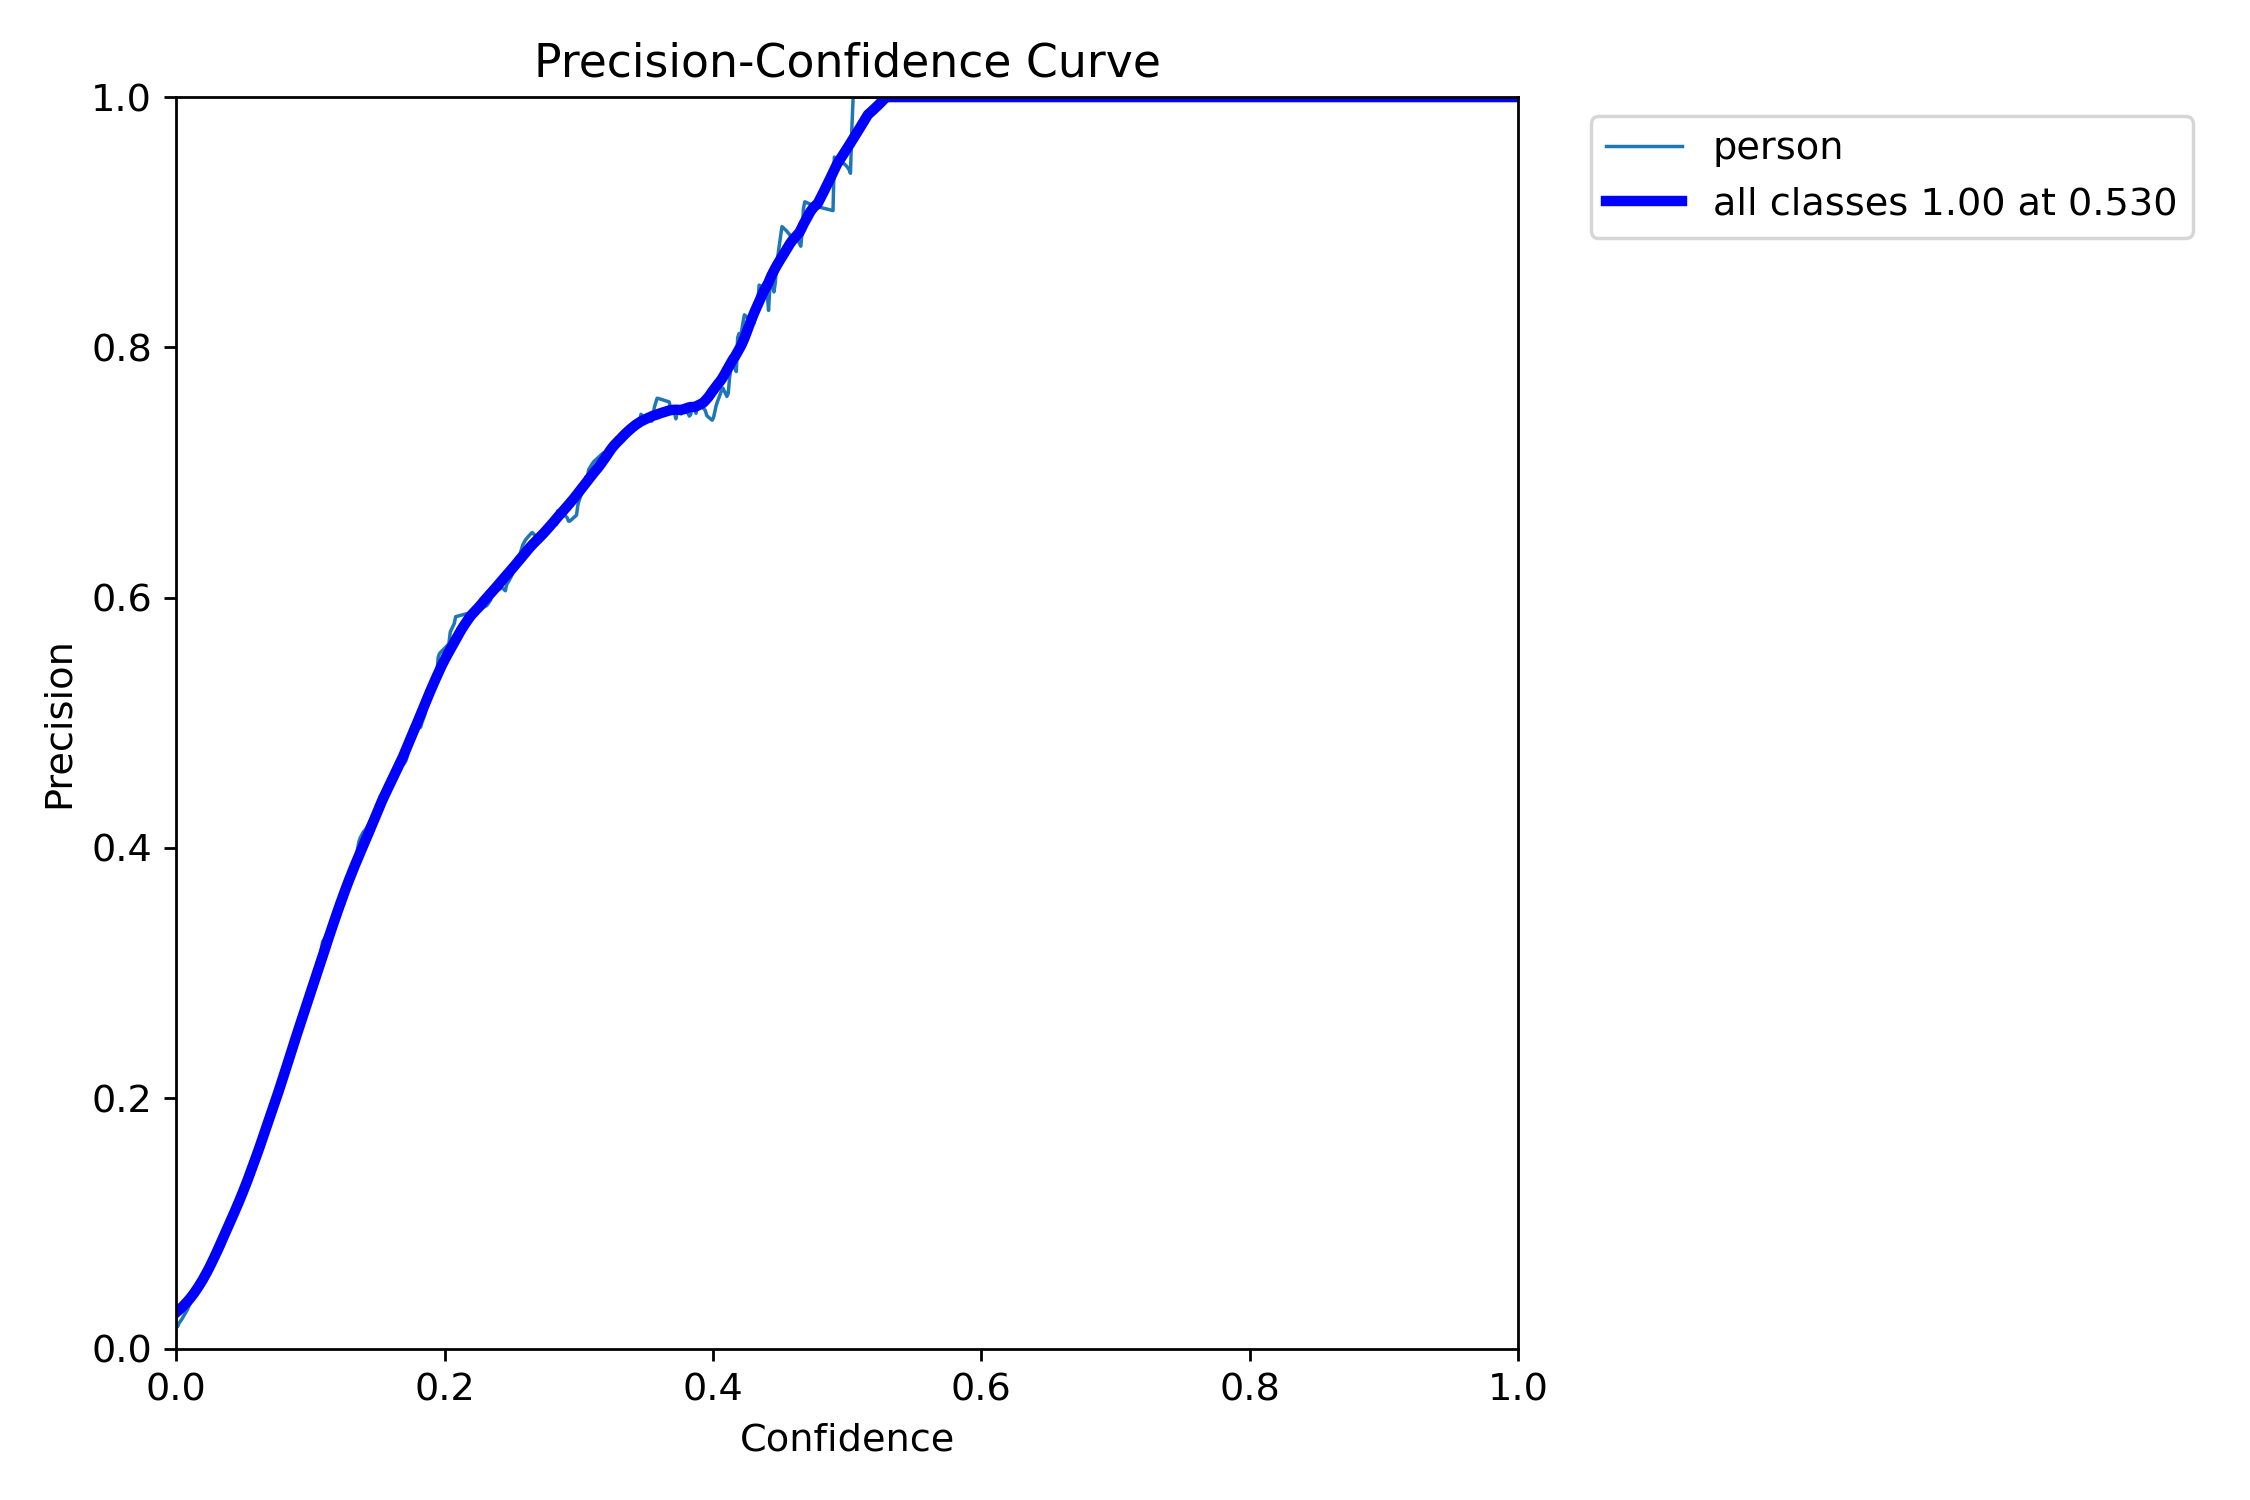 Precision-Confidence Curve
1.0
0.8
0.6
0.4
0.2
0.0
Precision
0.0 0.2 0.4 0.6 0.8 1.0
Confidence
person
all classes 1.00 at 0.530